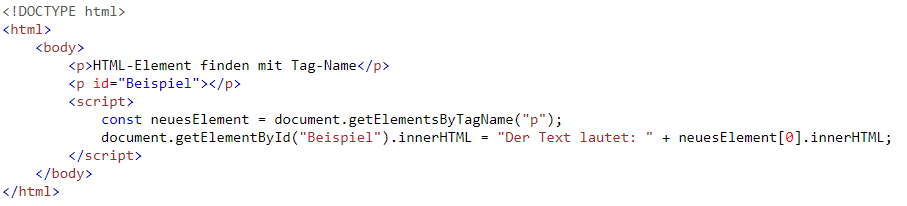 <!DOCTYPE html>
<html>
<body>
<p>HTML-Element finden mit Tag-Name</p>
<p id="Beispiel"></p>
<script>
const neuesElement = document.getElementsByTagName("p");
document.getElementById("Beispiel").innerHTML = "Der Text lautet: " + neuesElement[0].innerHTML;
</script>
</body>
</html>